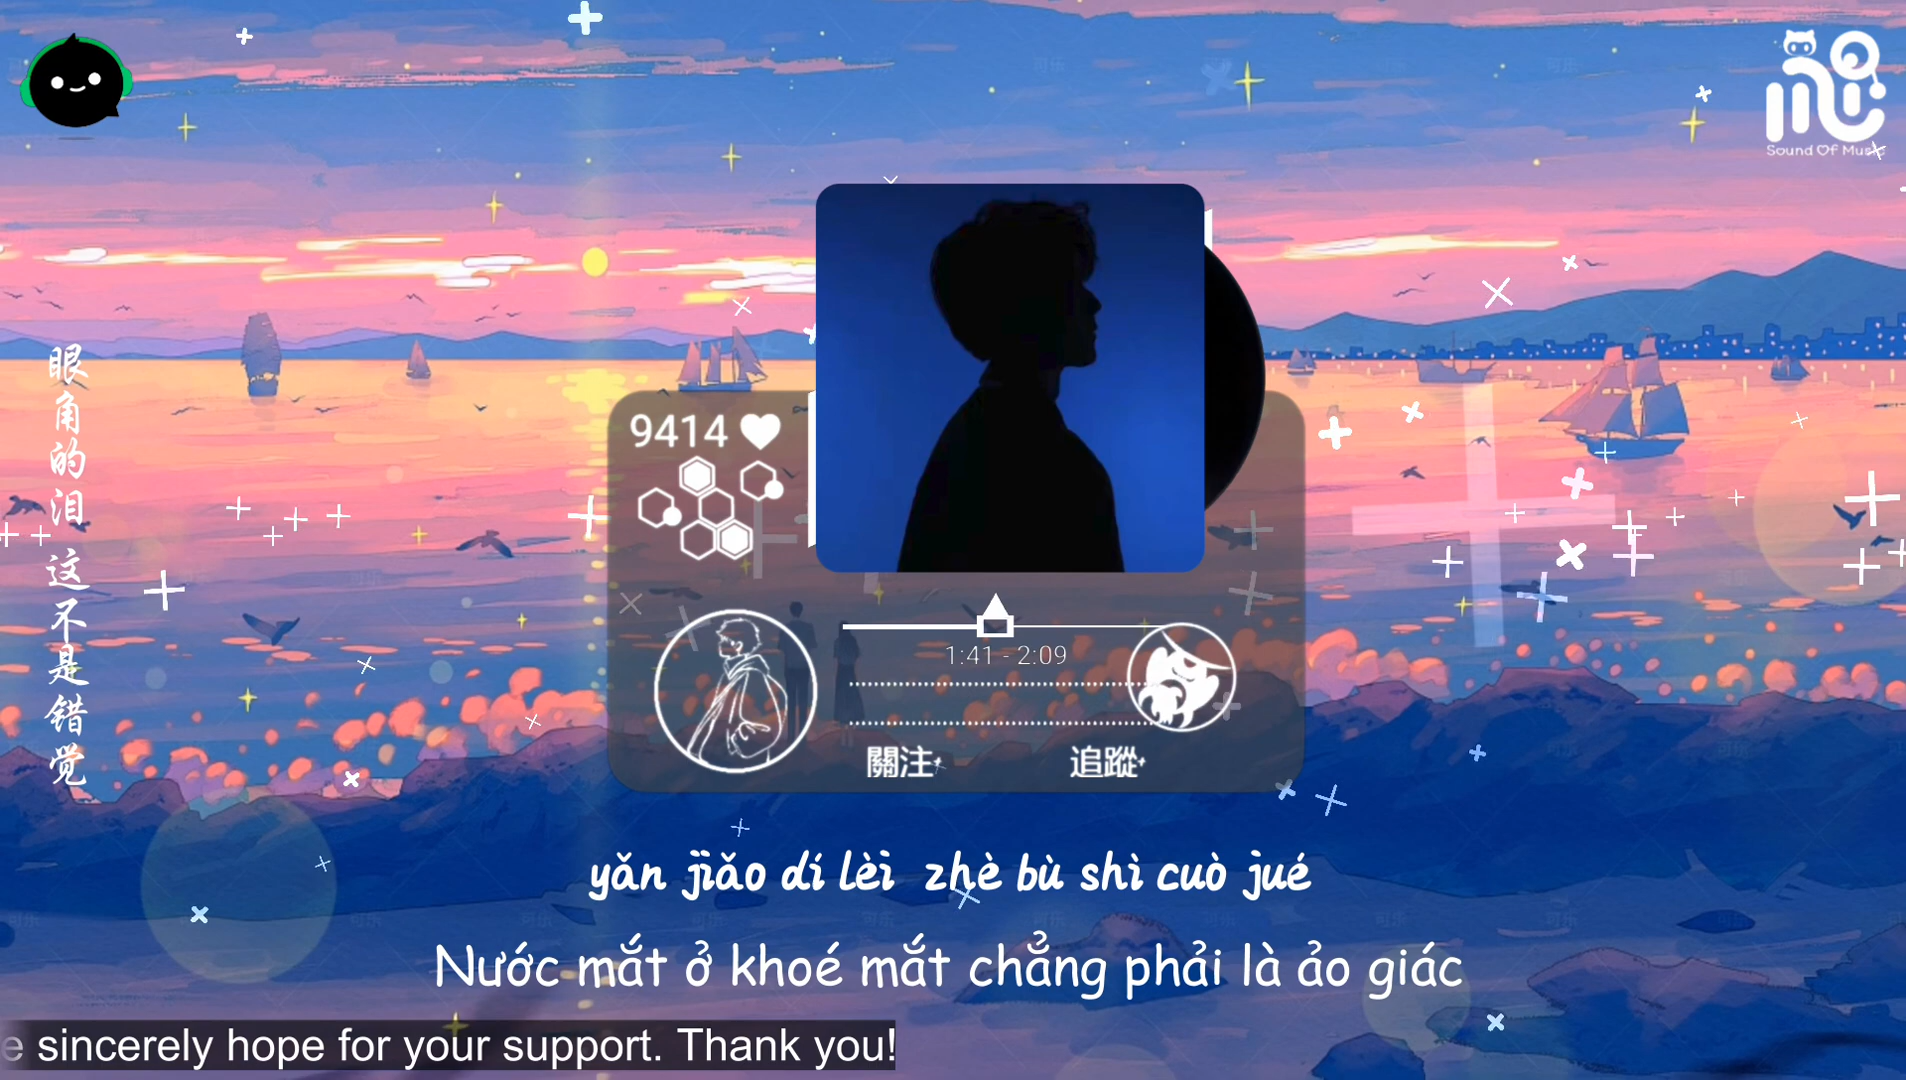 Sound Of Music
眼角的泪 这不是错觉
9414
1:41 - 2:09
關注
追蹤
yǎn jiǎo dí lèi zhè bù shì cuò jué
Nước mắt ở khoé mắt chẳng phải là ảo giác
e sincerely hope for your support. Thank you!